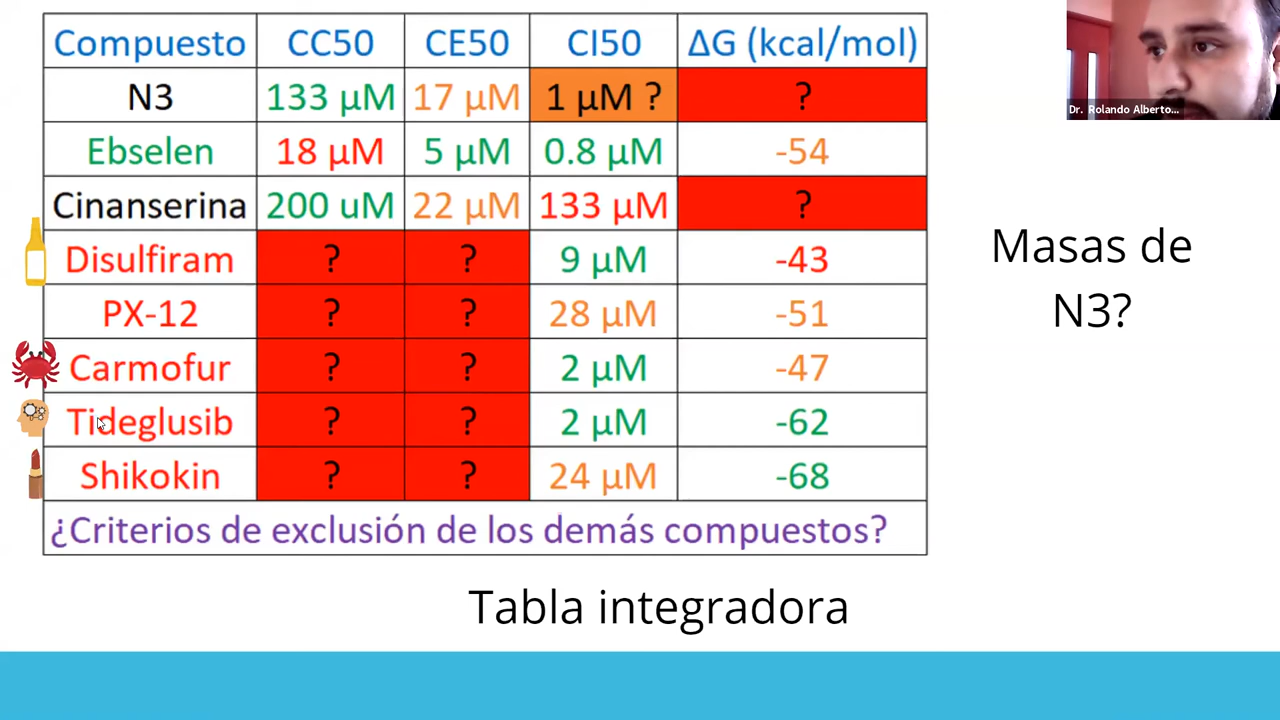 Compuesto CC50 CE50 CI50 ΔG (kcal/mol)
N3 133 μM 17 μM 1 μM ? ?
Ebselen 18 μM 5 μM 0.8 μM -54
Cinanserina 200 uM 22 μM 133 μM ?
Disulfiram ? ? 9 μM -43
PX-12 ? ? 28 μM -51
Carmofur ? ? 2 μM -47
Tideglusib ? ? 2 μM -62
Shikokin ? ? 24 μM -68
¿Criterios de exclusión de los demás compuestos?
Tabla integradora
Masas de
N3?
Dr. Rolando Alberto...